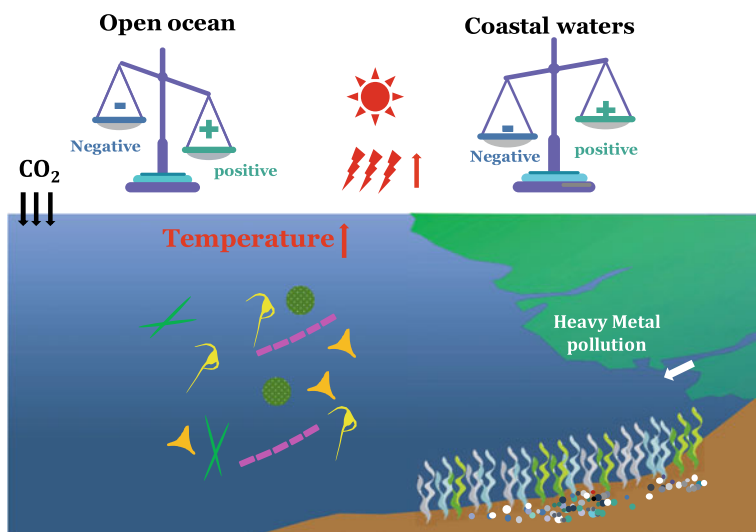 Open ocean
Coastal waters
Negative
positive
Negative
positive
CO₂
Temperature
Heavy Metal
pollution